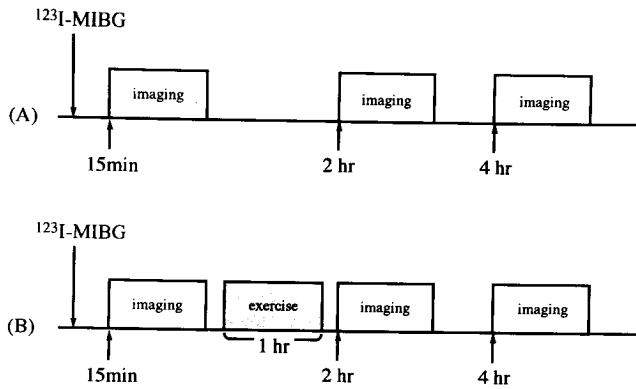 ¹²³I-MIBG
imaging imaging imaging
(A)
15min 2 hr 4 hr
¹²³I-MIBG
imaging exercise imaging imaging
(B)
1 hr
15min 2 hr 4 hr